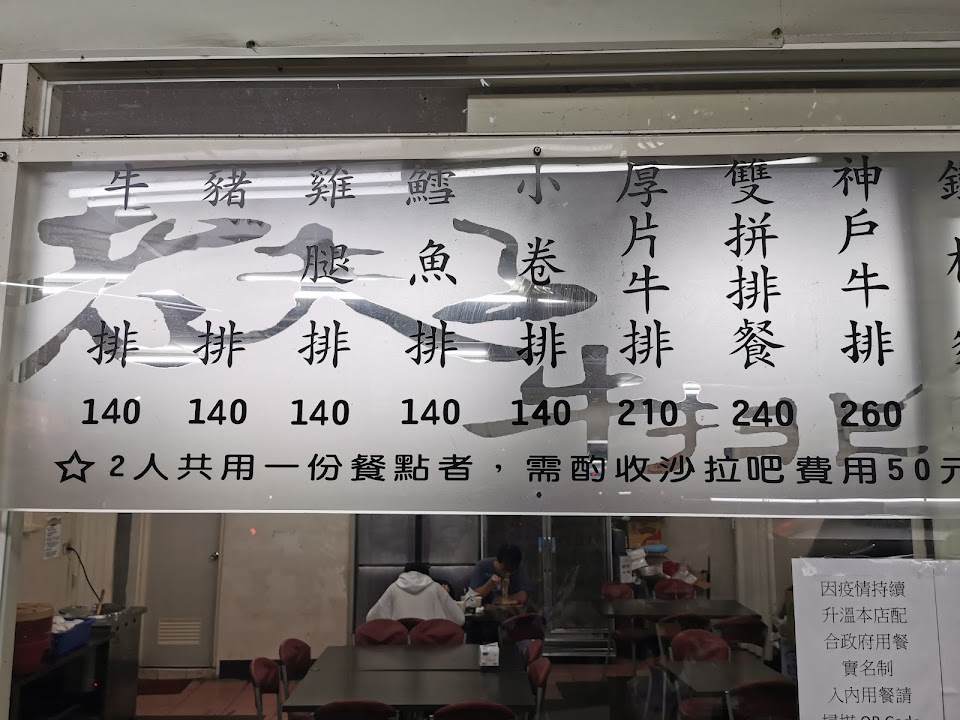 牛排 140
豬排 140
雞腿排 140
鱈魚排 140
小卷排 140
厚片牛排 210
雙拼排餐 240
神戶牛排 260
☆2人共用一份餐點者，需酌收沙拉吧費用50元
因疫情持續
升溫本店配
合政府用餐
實名制
入內用餐請
掃描 QR Code